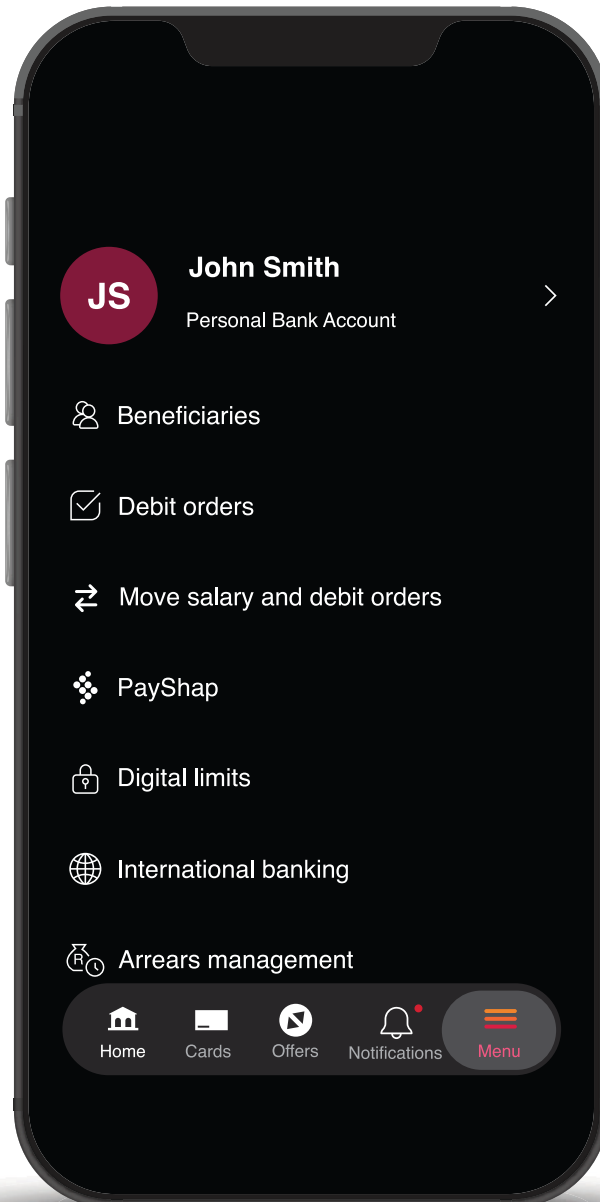 JS
John Smith
Personal Bank Account
Beneficiaries
Debit orders
Move salary and debit orders
PayShap
Digital limits
International banking
R
Arrears management
Home Cards Offers Notifications Menu